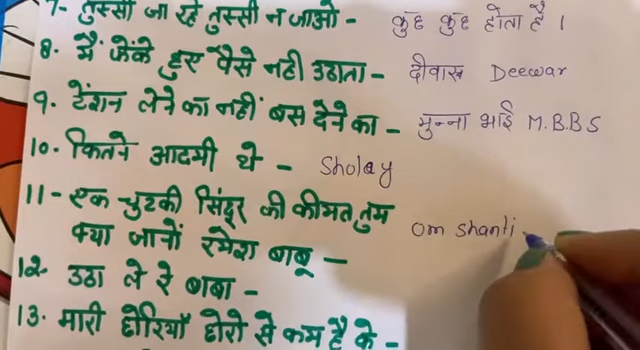 7- तुस्सी जा रहे तुस्सी न जाओ - कुछ कुछ होता है ।
8. मैं फेंके हुए पैसे नही उठाता - दीवार Deewar
9. टेंशन लेने का नहीं बस देने का - मुन्ना भाई M.B.B.S
10. कितने आदमी थे - Sholay
11- एक चुटकी सिंदूर की कीमत तुम
क्या जानों रमेश बाबू - Om shanti
12. उठा ले रे बाबा -
13. मारी छोरियाँ छोरो से कम है के -